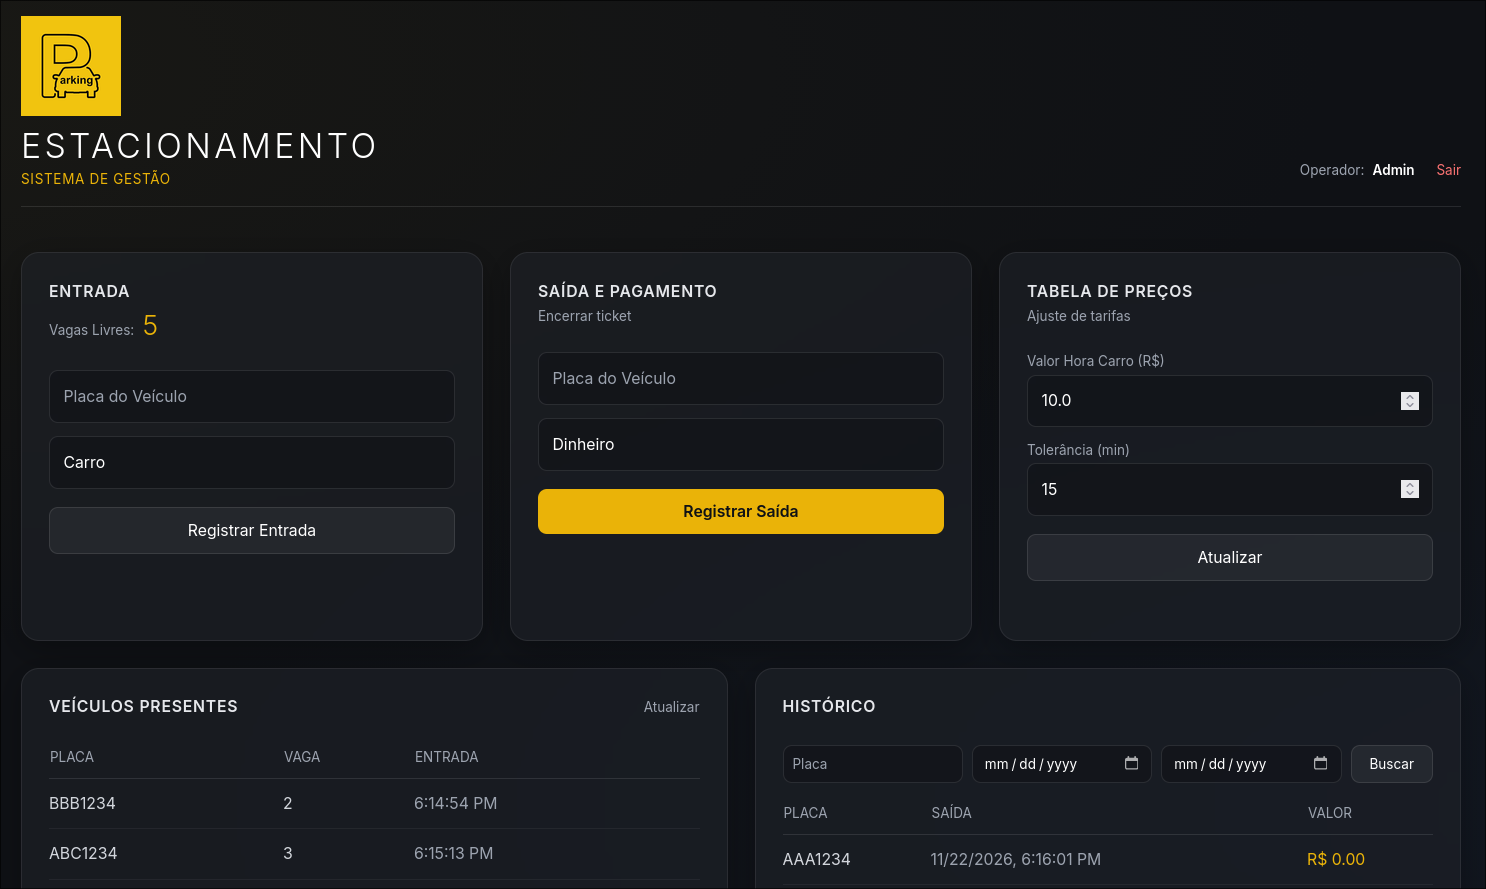 Parking
ESTACIONAMENTO
SISTEMA DE GESTÃO
Operador: Admin Sair
ENTRADA
Vagas Livres: 5
Placa do Veículo
Carro
Registrar Entrada
SAÍDA E PAGAMENTO
Encerrar ticket
Placa do Veículo
Dinheiro
Registrar Saída
TABELA DE PREÇOS
Ajuste de tarifas
Valor Hora Carro (R$)
10.0
Tolerância (min)
15
Atualizar
VEÍCULOS PRESENTES Atualizar
PLACA VAGA ENTRADA
BBB1234 2 6:14:54 PM
ABC1234 3 6:15:13 PM
HISTÓRICO
Placa mm/dd/yyyy mm/dd/yyyy Buscar
PLACA SAÍDA VALOR
AAA1234 11/22/2026, 6:16:01 PM R$ 0.00